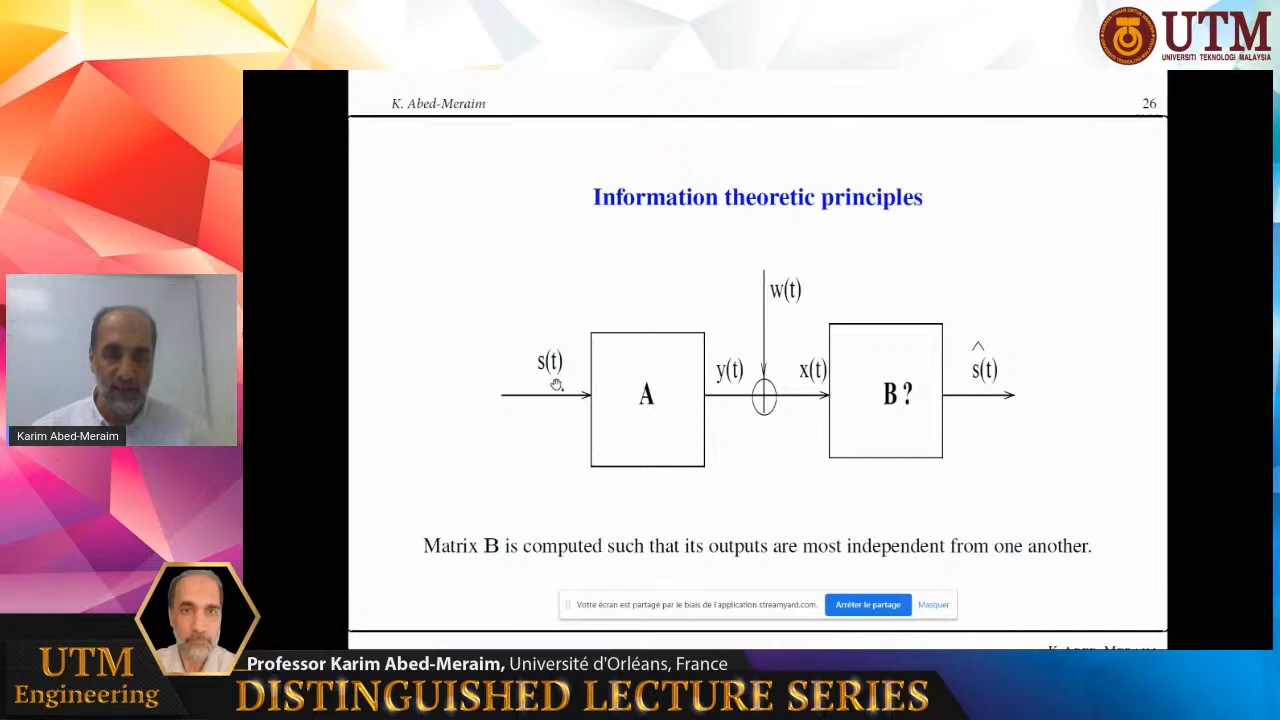 UTM
UNIVERSITI TEKNOLOGI MALAYSIA
K. Abed-Meraim
26
Information theoretic principles
w(t)
s(t)
A
y(t)
x(t)
B ?
^
s(t)
Matrix B is computed such that its outputs are most independent from one another.
Votre écran est partagé par le biais de l'application streamyard.com.
Arrêter le partage
Masquer
Karim Abed-Meraim
K. Abed-Meraim
UTM
Engineering
Professor Karim Abed-Meraim, Université d'Orléans, France
DISTINGUISHED LECTURE SERIES